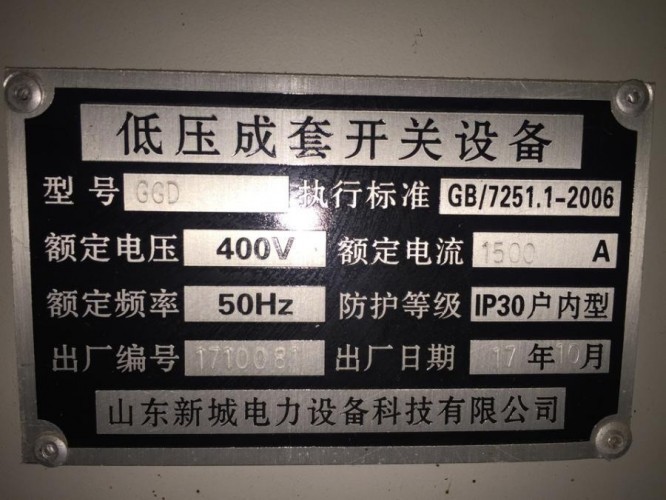 低压成套开关设备
型号 GGD 执行标准 GB/7251.1-2006
额定电压 400V 额定电流 1500 A
额定频率 50Hz 防护等级 IP30户内型
出厂编号 1710081 出厂日期 17年10月
山东新城电力设备科技有限公司